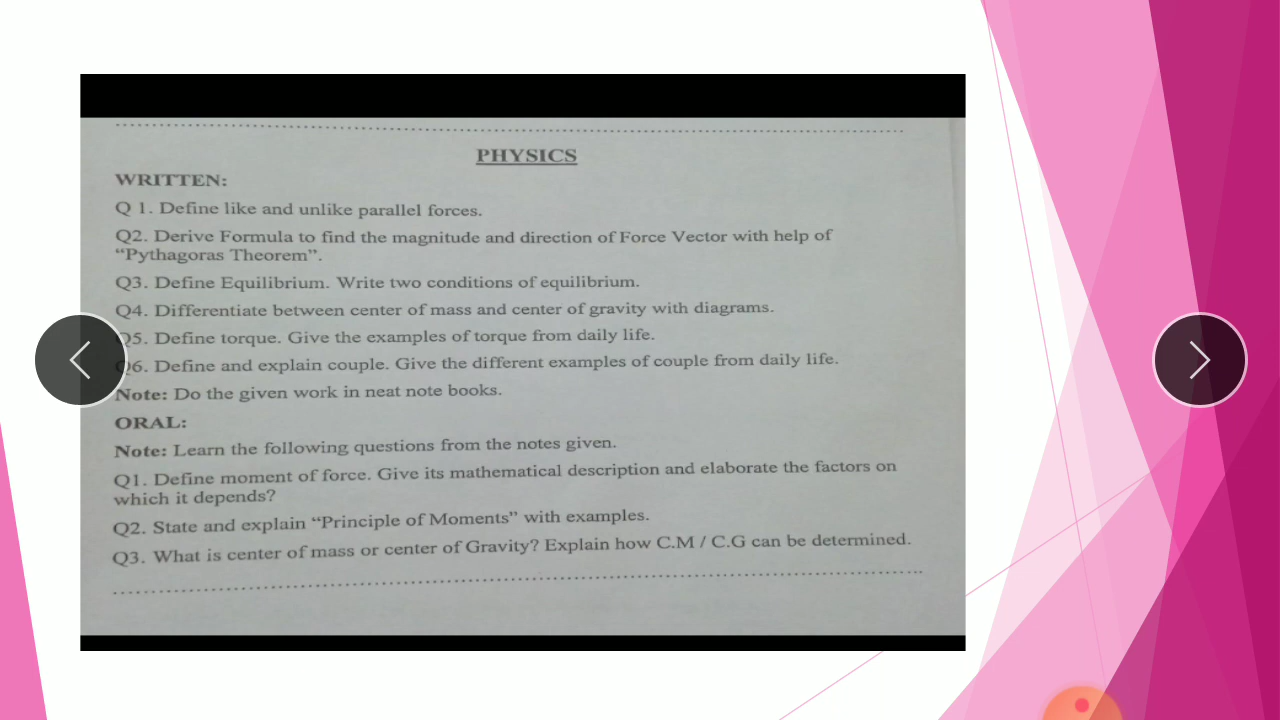 PHYSICS
WRITTEN:
Q 1. Define like and unlike parallel forces.
Q2. Derive Formula to find the magnitude and direction of Force Vector with help of
“Pythagoras Theorem”.
Q3. Define Equilibrium. Write two conditions of equilibrium.
Q4. Differentiate between center of mass and center of gravity with diagrams.
Q5. Define torque. Give the examples of torque from daily life.
Q6. Define and explain couple. Give the different examples of couple from daily life.
Note: Do the given work in neat note books.
ORAL:
Note: Learn the following questions from the notes given.
Q1. Define moment of force. Give its mathematical description and elaborate the factors on
which it depends?
Q2. State and explain “Principle of Moments” with examples.
Q3. What is center of mass or center of Gravity? Explain how C.M / C.G can be determined.